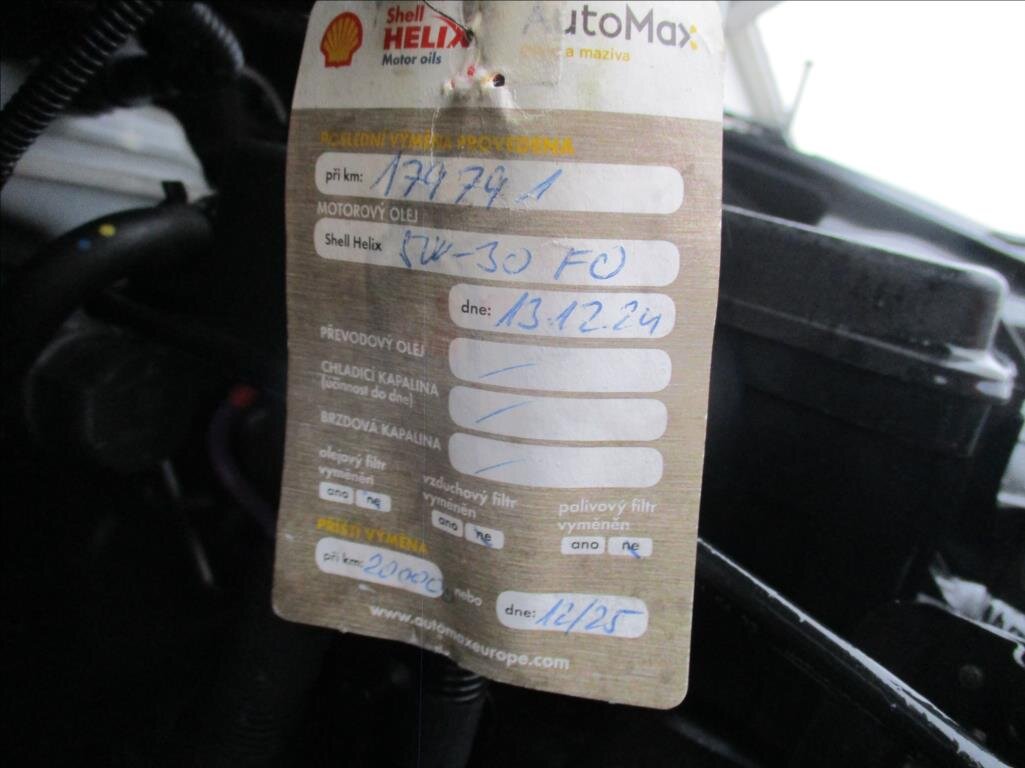 Shell
HELIX
Motor oils
AutoMax
a maziva
POSLEDNÍ VÝMĚNA PROVEDENA
při km: 179791
MOTOROVÝ OLEJ
Shell Helix 5W-30 FO
dne: 13.12.24
PŘEVODOVÝ OLEJ
CHLADICÍ KAPALINA
(účinnost do dne)
BRZDOVÁ KAPALINA
olejový filtr
vyměněn
ano ne
vzduchový filtr
vyměněn
ano ne
palivový filtr
vyměněn
ano ne
PŘÍŠTÍ VÝMĚNA
při km: 20000 nebo dne: 12/25
www.automaxeurope.com